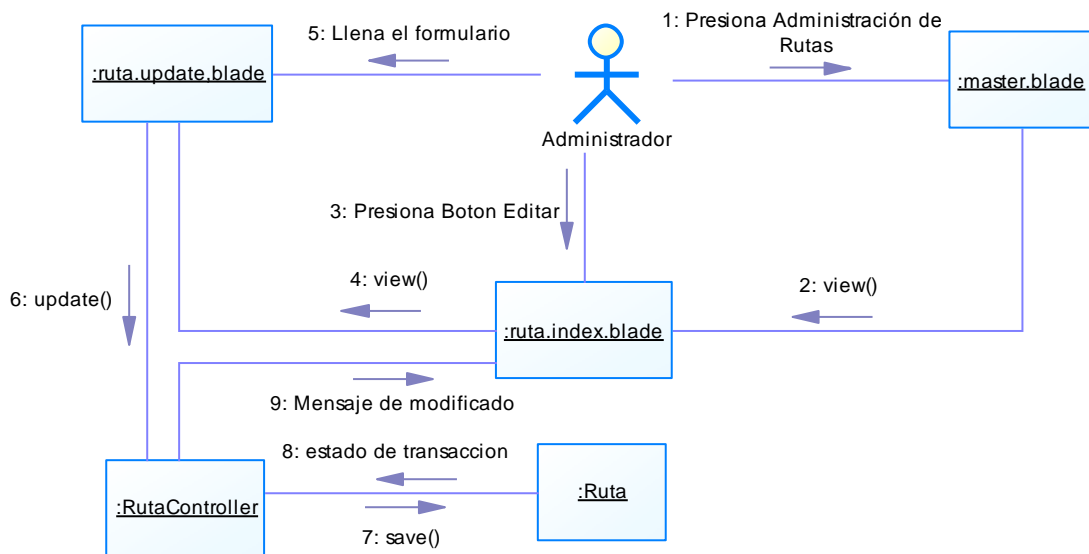 5: Llena el formulario
1: Presiona Administración de
Rutas
:ruta.update.blade
:master.blade
Administrador
3: Presiona Boton Editar
4: view()
2: view()
6: update()
:ruta.index.blade
9: Mensaje de modificado
8: estado de transaccion
:RutaController
:Ruta
7: save()